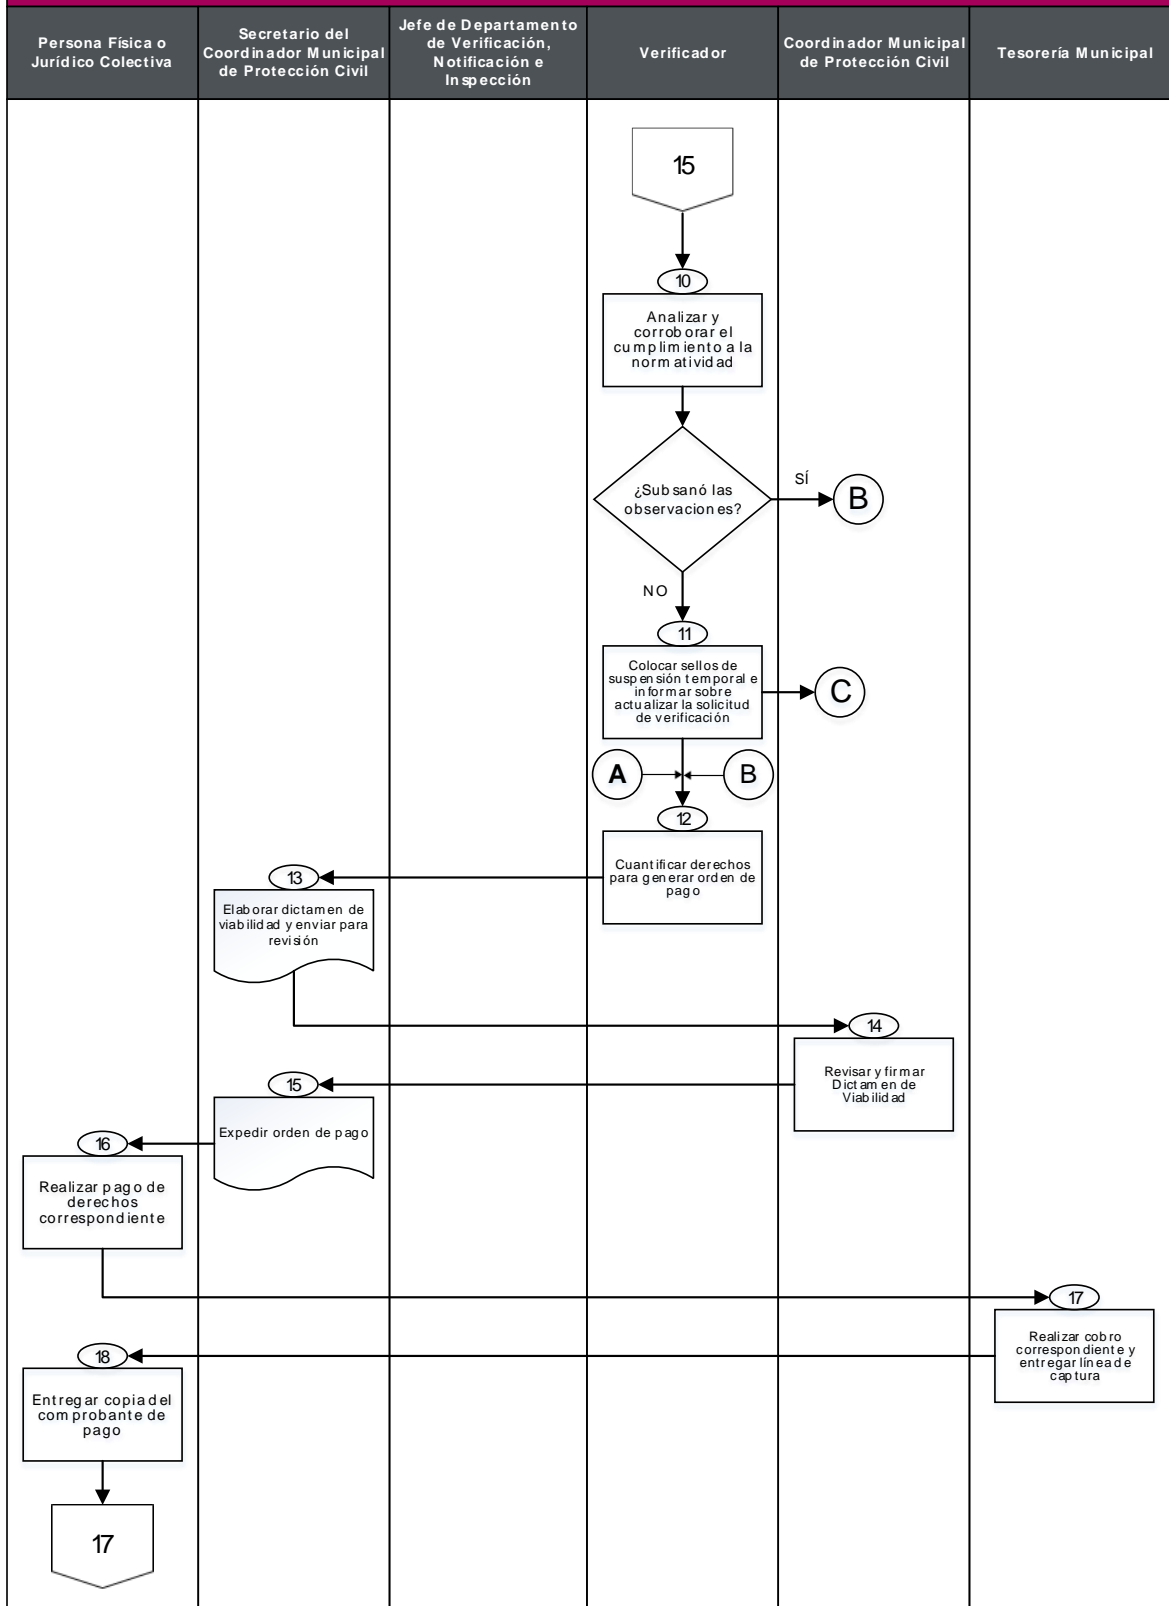 Persona Física o
Jurídico Colectiva
Secretario del
Coordinador Municipal
de Protección Civil
Jefe de Departamento
de Verificación,
Notificación e
Inspección
Verificador
Coordinador Municipal
de Protección Civil
Tesorería Municipal
15
10
Analizar y
corroborar el
cumplimiento a la
normatividad
¿Subsanó las
observaciones?
SÍ
B
NO
11
Colocar sellos de
suspensión temporal e
informar sobre
actualizar la solicitud
de verificación
C
A
B
12
Cuantificar derechos
para generar orden de
pago
13
Elaborar dictamen de
viabilidad y enviar para
revisión
14
Revisar y firmar
Dictamen de
Viabilidad
15
Expedir orden de pago
16
Realizar pago de
derechos
correspondiente
17
Realizar cobro
correspondiente y
entregar línea de
captura
18
Entregar copia del
comprobante de
pago
17